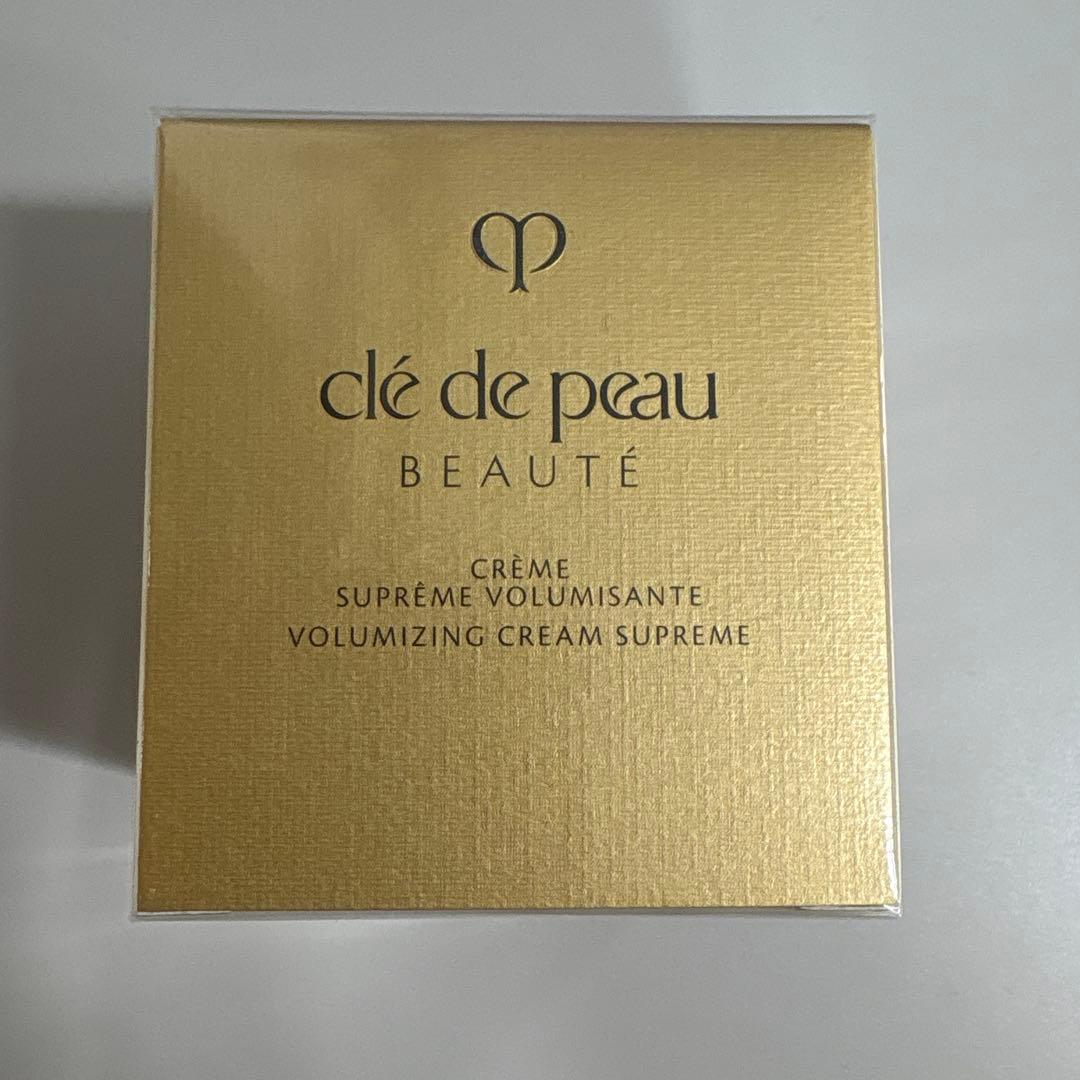 clé de peau
BEAUTÉ
CRÈME
SUPRÊME VOLUMISANTE
VOLUMIZING CREAM SUPREME